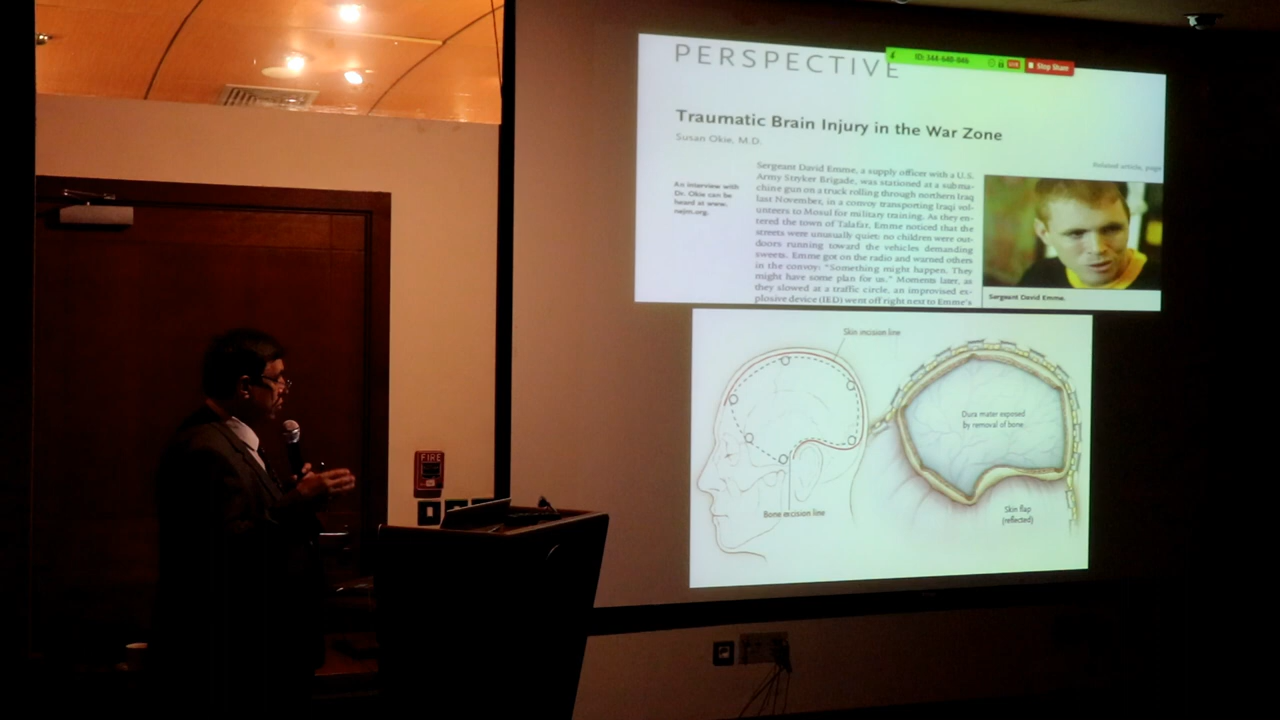 PERSPECTIVE
ID: 344-640-046
Stop Share
Traumatic Brain Injury in the War Zone
Susan Okie, M.D.
Related article, page
An interview with
Dr. Okie can be
heard at www.
nejm.org.
Sergeant David Emme, a supply officer with a U.S.
Army Stryker Brigade, was stationed at a subma-
chine gun on a truck rolling through northern Iraq
last November, in a convoy transporting Iraqi vol-
unteers to Mosul for military training. As they en-
tered the town of Talafar, Emme noticed that the
streets were unusually quiet; no children were out-
doors running toward the vehicles demanding
sweets. Emme got on the radio and warned others
in the convoy: “Something might happen. They
might have some plan for us.” Moments later, as
they slowed at a traffic circle, an improvised ex-
plosive device (IED) went off right next to Emme's
Sergeant David Emme.
Skin incision line
Bone excision line
Dura mater exposed
by removal of bone
Skin flap
(reflected)
FIRE